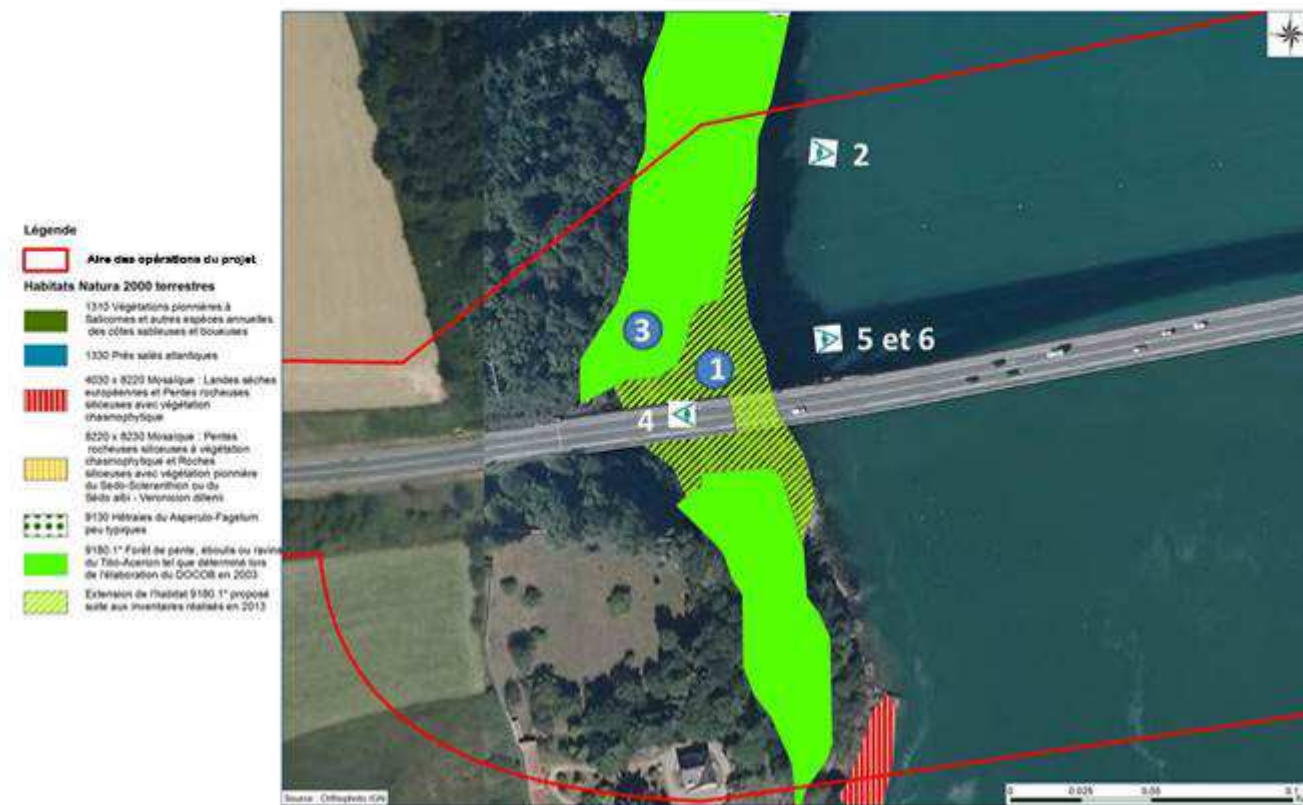 Légende
Aire des opérations du projet
Habitats Natura 2000 terrestres
1310 Végétations pionnières à
Salicornes et autres espèces annuelles
des côtes sableuses et boueuses
1330 Prés salés atlantiques
4030 x 8220 Mosaïque : Landes sèches
européennes et Pentes rocheuses
siliceuses avec végétation
chasmophytique
8220 x 8230 Mosaïque : Pentes
rocheuses siliceuses à végétation
chasmophytique et Roches
siliceuses avec végétation pionnière
du Sedo-Scleranthion ou du
Sedo albi - Veronicion dillenii
9130 Hêtraies du Asperulo-Fagetum
peu typiques
9180.1* Forêt de pente, éboulis ou ravine
du Tilio-Acerion tel que déterminé lors
de l'élaboration du DOCOB en 2003
Extension de l'habitat 9180.1* proposé
suite aux inventaires réalisés en 2013
2
3
5 et 6
1
4
Source : Orthophoto IGN
0 0.025 0.05 0.1